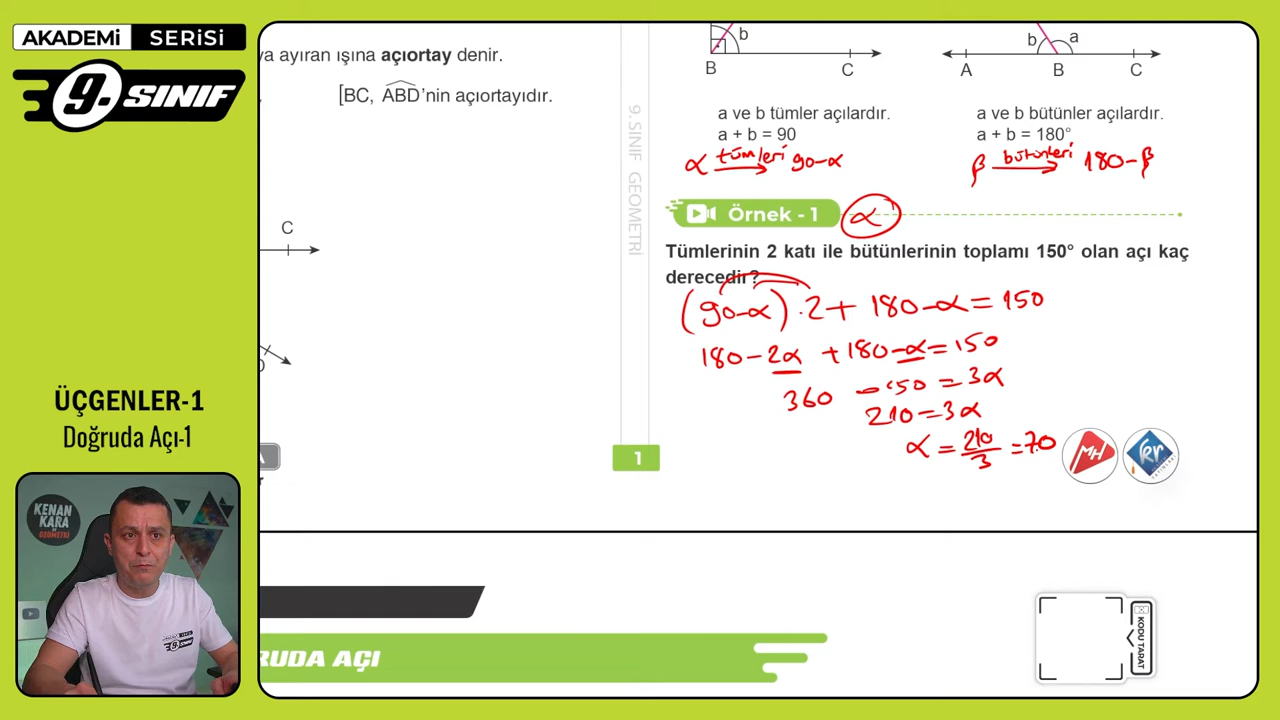 AKADEMİ SERİSİ
9. SINIF
ya ayıran ışına açıortay denir.
[BC, ABD'nin açıortayıdır.
C
ÜÇGENLER-1
Doğruda Açı-1
KENAN
KARA
GEOMETRİ
9. SINIF GEOMETRİ
1
b
B
C
a ve b tümler açılardır.
a + b = 90
α tümleri 90-α
b a
A B C
a ve b bütünler açılardır.
a + b = 180°
β bütünleri 180-β
Örnek - 1 α
Tümlerinin 2 katı ile bütünlerinin toplamı 150° olan açı kaç
derecedir?
(90-α).2+180-α=150
180-2α+180-α=150
360-150=3α
210=3α
α=210/3=70
MH
kr
RUDA AÇI
KODU TARAT